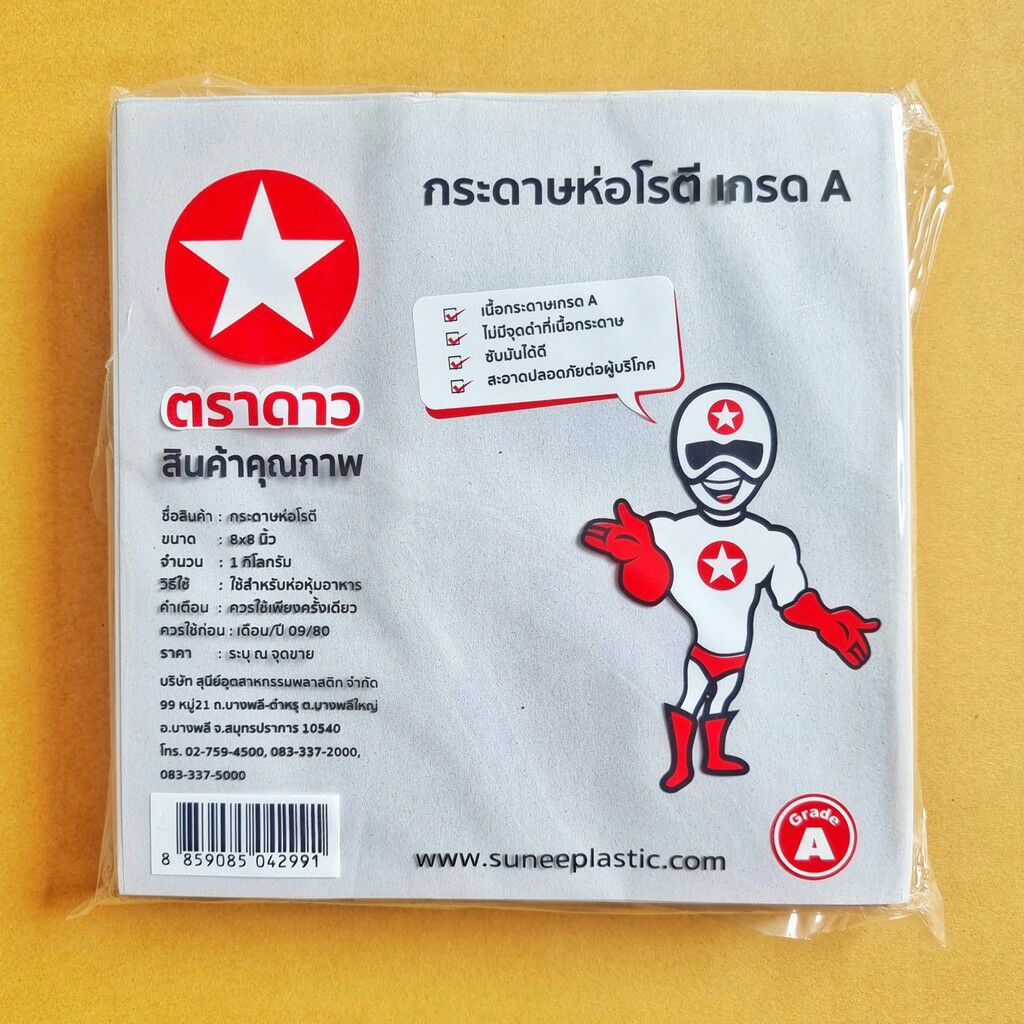 กระดาษห่อโรตี เกรด A
เนื้อกระดาษเกรด A
ไม่มีจุดดำที่เนื้อกระดาษ
ซับมันได้ดี
สะอาดปลอดภัยต่อผู้บริโภค
ตราดาว
สินค้าคุณภาพ
ชื่อสินค้า : กระดาษห่อโรตี
ขนาด : 8x8 นิ้ว
จำนวน : 1 กิโลกรัม
วิธีใช้ : ใช้สำหรับห่อหุ้มอาหาร
คำเตือน : ควรใช้เพียงครั้งเดียว
ควรใช้ก่อน : เดือน/ปี 09/80
ราคา : ระบุ ณ จุดขาย
บริษัท สุนีย์อุตสาหกรรมพลาสติก จำกัด
99 หมู่21 ถ.บางพลี-ตำหรุ ต.บางพลีใหญ่
อ.บางพลี จ.สมุทรปราการ 10540
โทร. 02-759-4500, 083-337-2000,
083-337-5000
8 859085 042991
www.suneeplastic.com
Grade
A